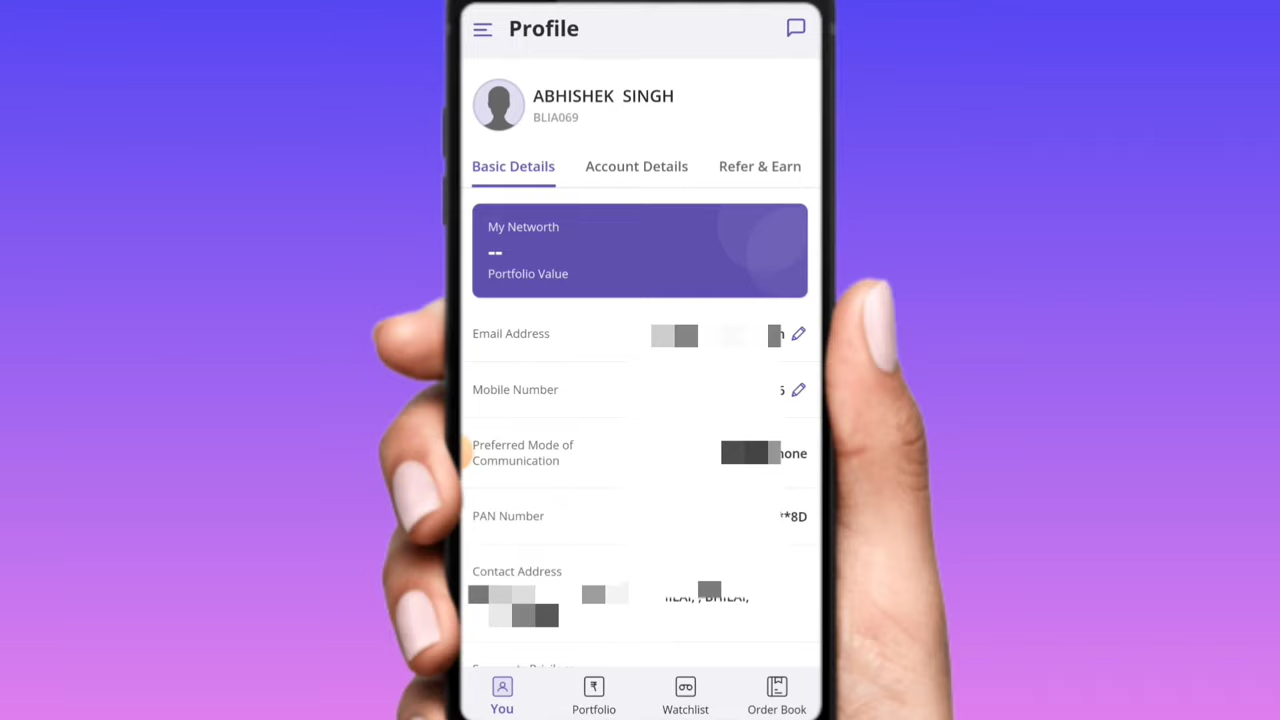 Profile
ABHISHEK SINGH
BLIA069
Basic Details Account Details Refer & Earn
My Networth
--
Portfolio Value
Email Address
Mobile Number
Preferred Mode of
Communication
PAN Number **8D
Contact Address
You Portfolio Watchlist Order Book